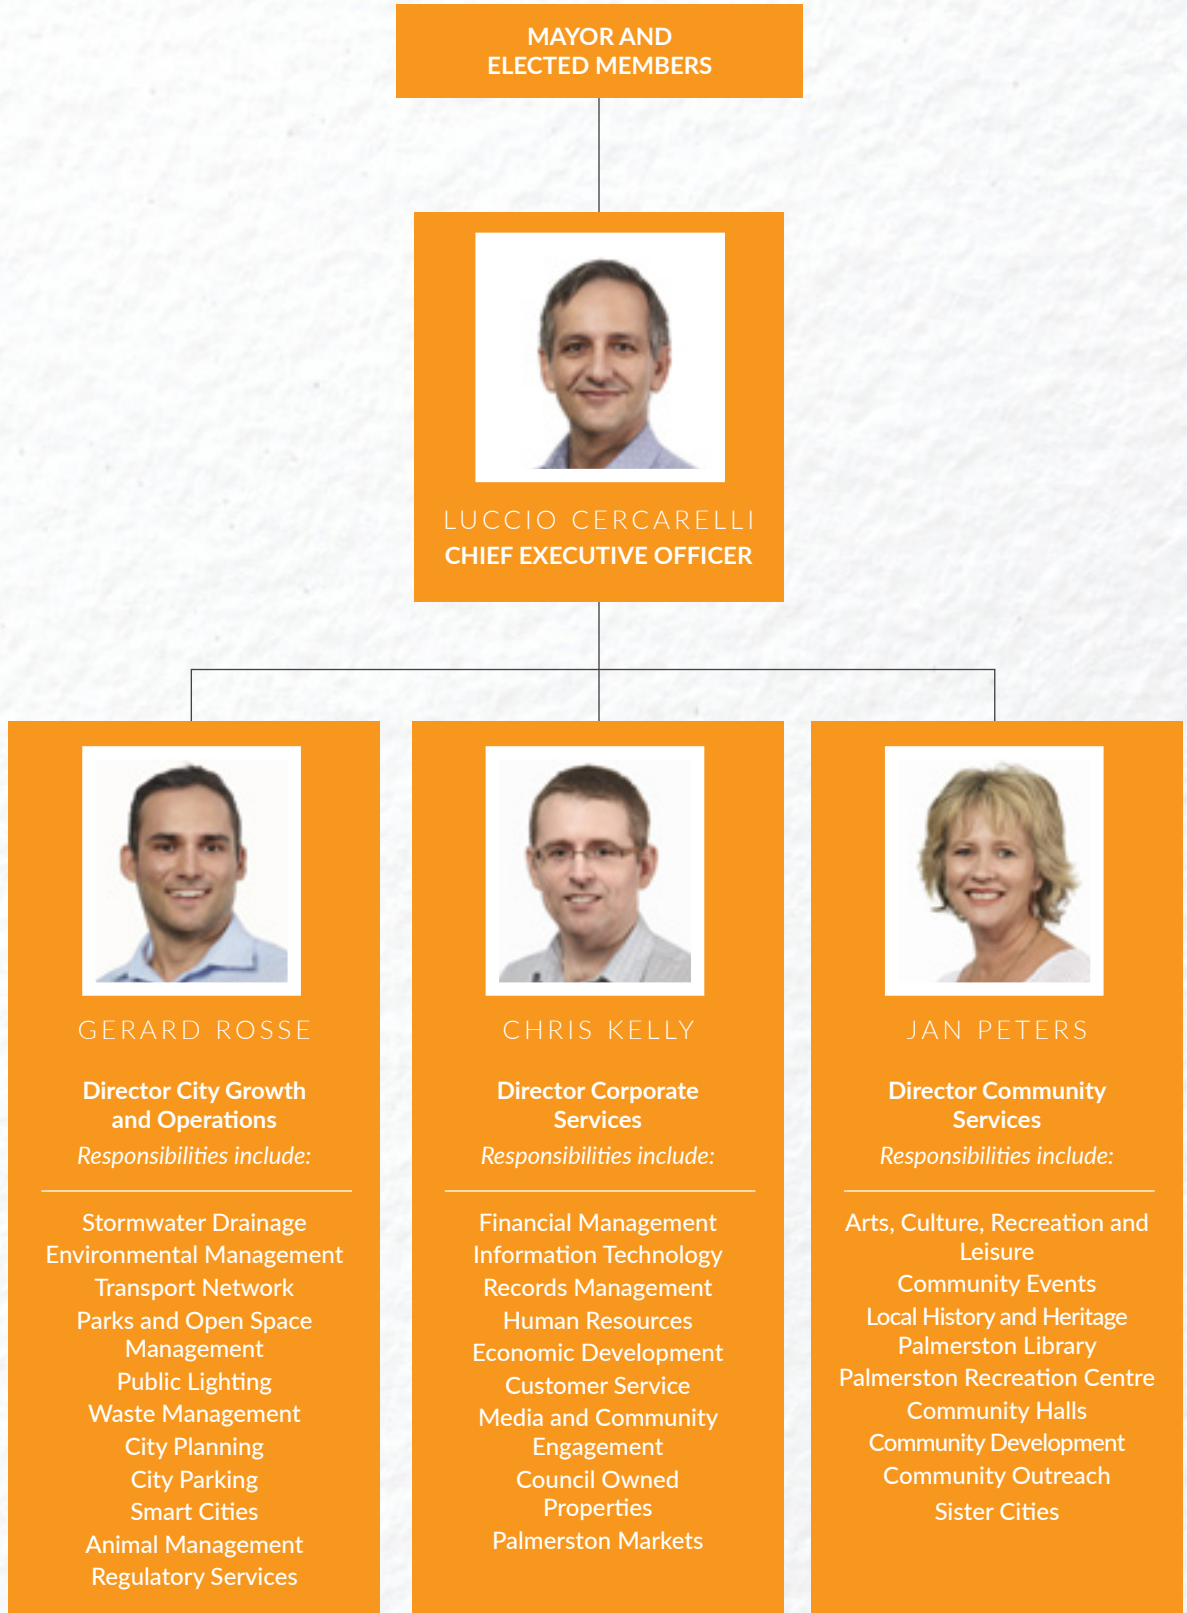 MAYOR AND
ELECTED MEMBERS
LUCCIO CERCARELLI
CHIEF EXECUTIVE OFFICER
GERARD ROSSE
Director City Growth
and Operations
Responsibilities include:
Stormwater Drainage
Environmental Management
Transport Network
Parks and Open Space
Management
Public Lighting
Waste Management
City Planning
City Parking
Smart Cities
Animal Management
Regulatory Services
CHRIS KELLY
Director Corporate
Services
Responsibilities include:
Financial Management
Information Technology
Records Management
Human Resources
Economic Development
Customer Service
Media and Community
Engagement
Council Owned
Properties
Palmerston Markets
JAN PETERS
Director Community
Services
Responsibilities include:
Arts, Culture, Recreation and
Leisure
Community Events
Local History and Heritage
Palmerston Library
Palmerston Recreation Centre
Community Halls
Community Development
Community Outreach
Sister Cities